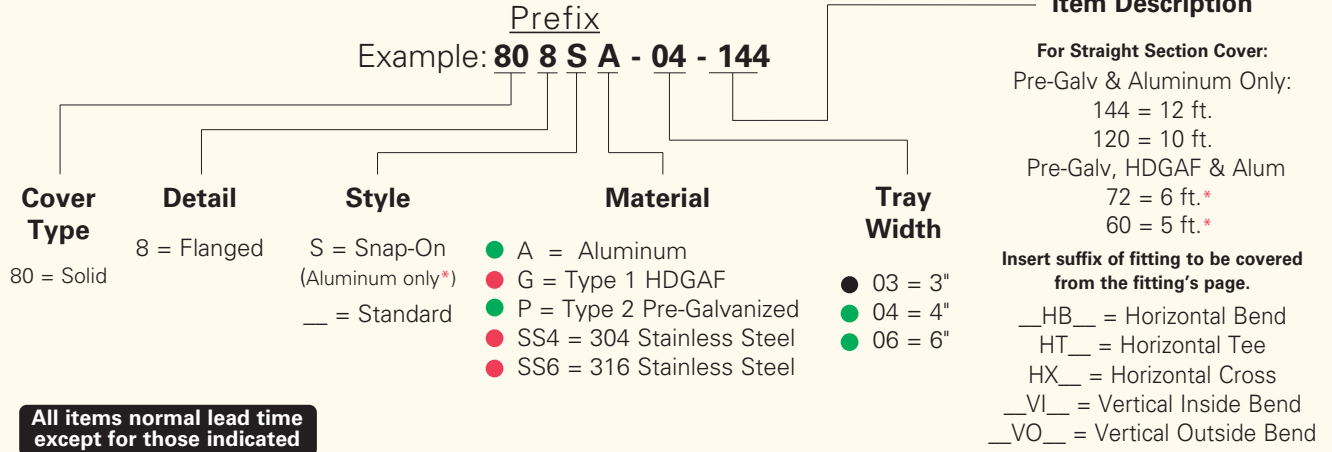 Prefix
Example: 80 8 S A - 04 - 144
Cover
Type
80 = Solid
Detail
8 = Flanged
Style
S = Snap-On
(Aluminum only*)
__ = Standard
Material
A = Aluminum
G = Type 1 HDGAF
P = Type 2 Pre-Galvanized
SS4 = 304 Stainless Steel
SS6 = 316 Stainless Steel
Tray
Width
03 = 3"
04 = 4"
06 = 6"
Item Description
For Straight Section Cover:
Pre-Galv & Aluminum Only:
144 = 12 ft.
120 = 10 ft.
Pre-Galv, HDGAF & Alum
72 = 6 ft.*
60 = 5 ft.*
Insert suffix of fitting to be covered
from the fitting's page.
__HB__ = Horizontal Bend
HT__ = Horizontal Tee
HX__ = Horizontal Cross
__VI__ = Vertical Inside Bend
__VO__ = Vertical Outside Bend
All items normal lead time
except for those indicated